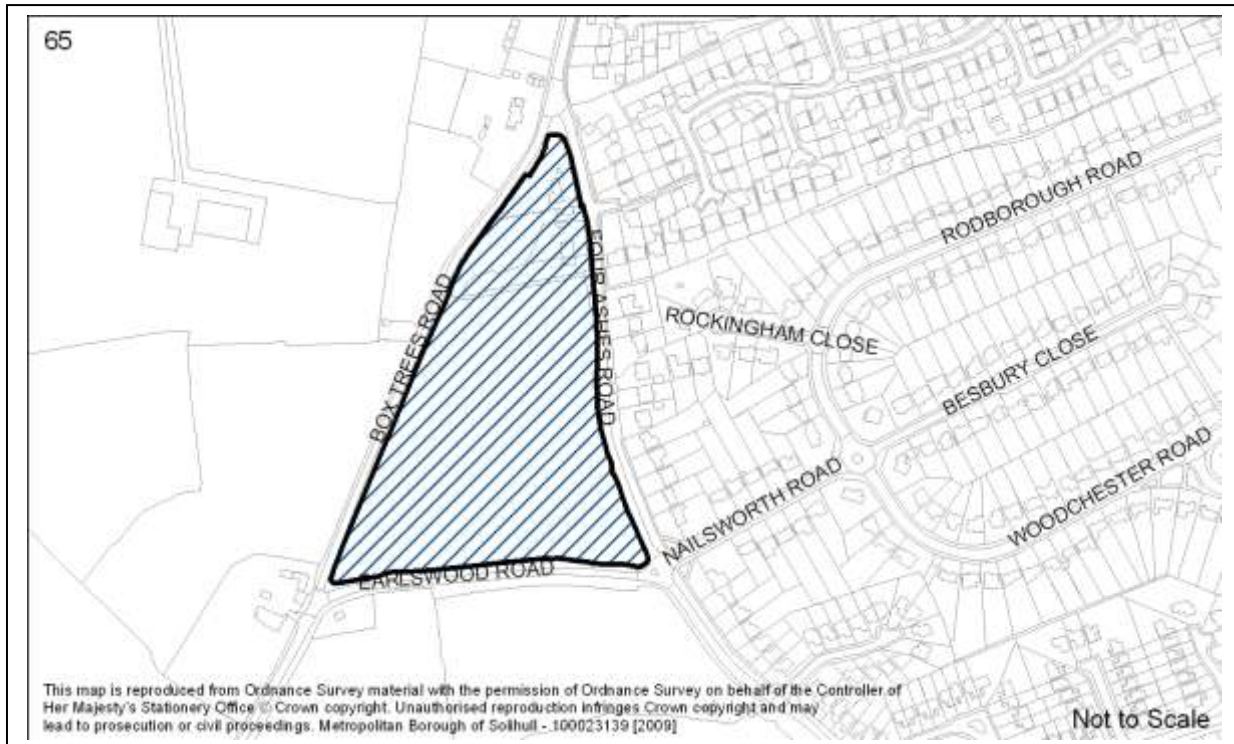 65
RODBOROUGH ROAD
FOUR ASHES ROAD
ROCKINGHAM CLOSE
BOX TREES ROAD
BESBURY CLOSE
NAILSWORTH ROAD
WOODCHESTER ROAD
EARLSWOOD ROAD
This map is reproduced from Ordnance Survey material with the permission of Ordnance Survey on behalf of the Controller of
Her Majesty's Stationery Office © Crown copyright. Unauthorised reproduction infringes Crown copyright and may
lead to prosecution or civil proceedings. Metropolitan Borough of Solihull - 100023139 [2009]
Not to Scale